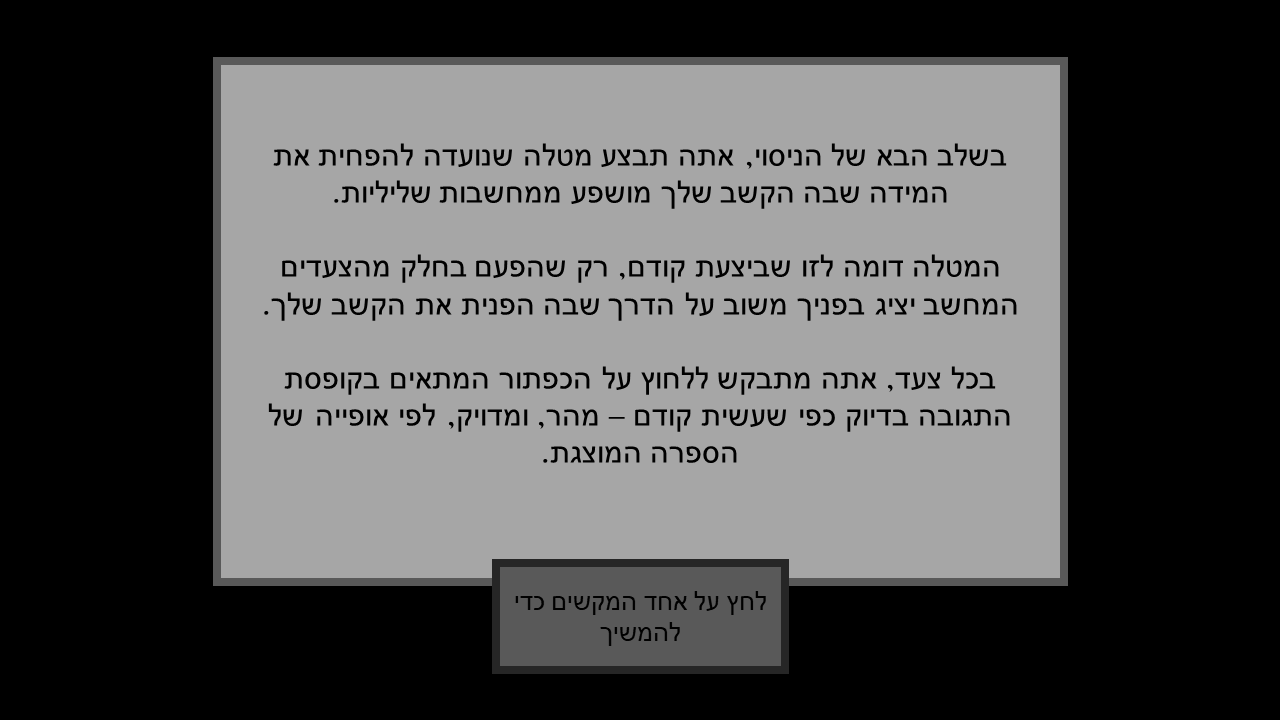 בשלב הבא של הניסוי, אתה תבצע מטלה שנועדה להפחית את
המידה שבה הקשב שלך מושפע ממחשבות שליליות.
המטלה דומה לזו שביצעת קודם, רק שהפעם בחלק מהצעדים
המחשב יציג בפניך משוב על הדרך שבה הפנית את הקשב שלך.
בכל צעד, אתה מתבקש ללחוץ על הכפתור המתאים בקופסת
התגובה בדיוק כפי שעשית קודם – מהר, ומדויק, לפי אופייה של
הספרה המוצגת.
לחץ על אחד המקשים כדי
להמשיך